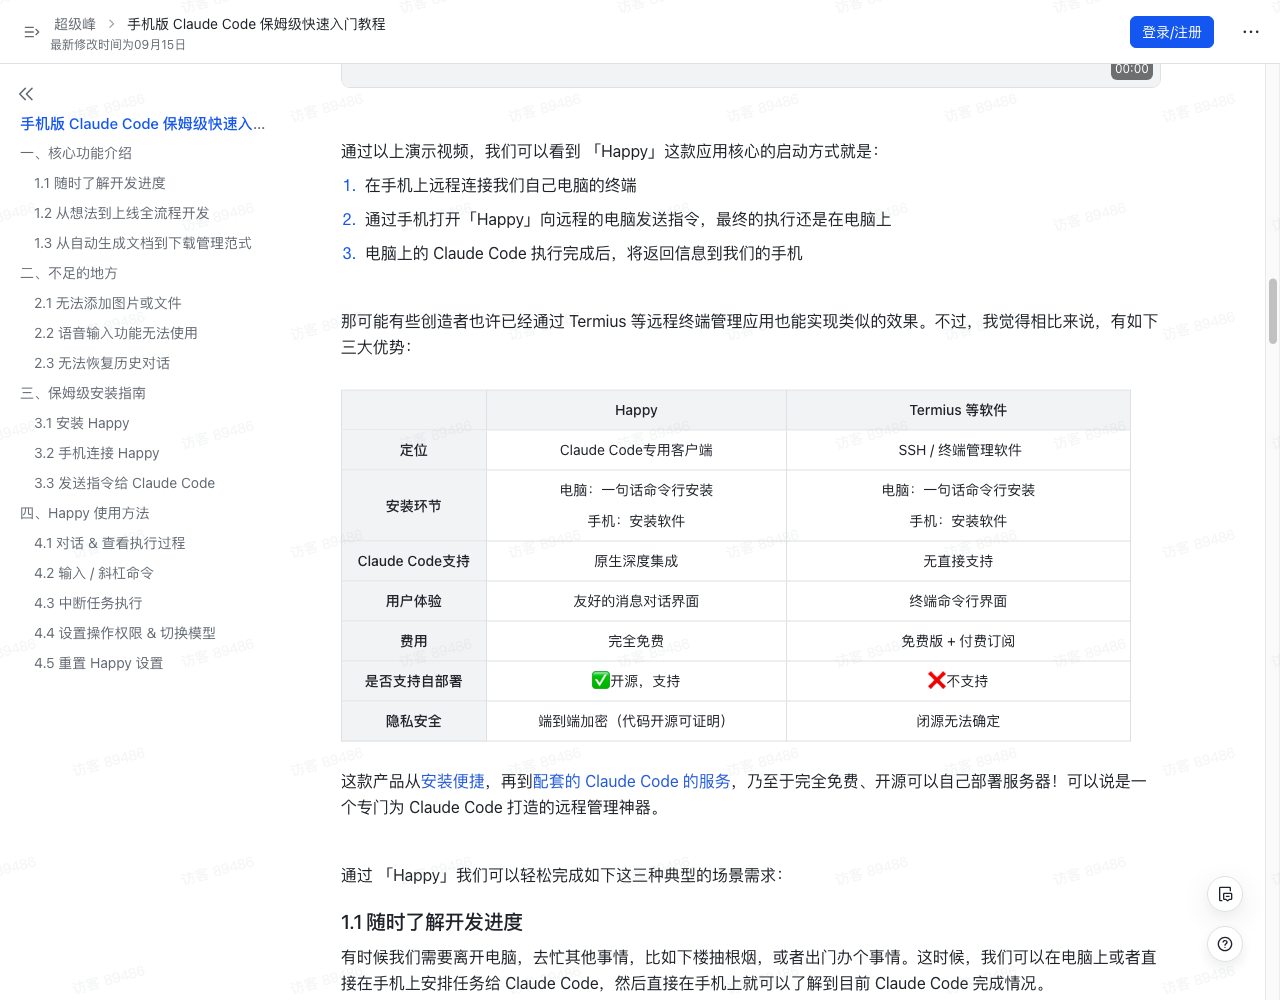 超级峰 > 手机版 Claude Code 保姆级快速入门教程
最新修改时间为09月15日
登录/注册
手机版 Claude Code 保姆级快速入...
一、核心功能介绍
1.1 随时了解开发进度
1.2 从想法到上线全流程开发
1.3 从自动生成文档到下载管理范式
二、不足的地方
2.1 无法添加图片或文件
2.2 语音输入功能无法使用
2.3 无法恢复历史对话
三、保姆级安装指南
3.1 安装 Happy
3.2 手机连接 Happy
3.3 发送指令给 Claude Code
四、Happy 使用方法
4.1 对话 & 查看执行过程
4.2 输入 / 斜杠命令
4.3 中断任务执行
4.4 设置操作权限 & 切换模型
4.5 重置 Happy 设置
00:00
通过以上演示视频，我们可以看到 「Happy」这款应用核心的启动方式就是：
1. 在手机上远程连接我们自己电脑的终端
2. 通过手机打开「Happy」向远程的电脑发送指令，最终的执行还是在电脑上
3. 电脑上的 Claude Code 执行完成后，将返回信息到我们的手机
那可能有些创造者也许已经通过 Termius 等远程终端管理应用也能实现类似的效果。不过，我觉得相比来说，有如下
三大优势：
Happy Termius 等软件
定位 Claude Code专用客户端 SSH / 终端管理软件
安装环节 电脑：一句话命令行安装 电脑：一句话命令行安装
手机：安装软件 手机：安装软件
Claude Code支持 原生深度集成 无直接支持
用户体验 友好的消息对话界面 终端命令行界面
费用 完全免费 免费版 + 付费订阅
是否支持自部署 ✅开源，支持 ❌不支持
隐私安全 端到端加密（代码开源可证明） 闭源无法确定
这款产品从安装便捷，再到配套的 Claude Code 的服务，乃至于完全免费、开源可以自己部署服务器！可以说是一
个专门为 Claude Code 打造的远程管理神器。
通过 「Happy」我们可以轻松完成如下这三种典型的场景需求：
1.1 随时了解开发进度
有时候我们需要离开电脑，去忙其他事情，比如下楼抽根烟，或者出门办个事情。这时候，我们可以在电脑上或者直
接在手机上安排任务给 Claude Code，然后直接在手机上就可以了解到目前 Claude Code 完成情况。
访客 89486